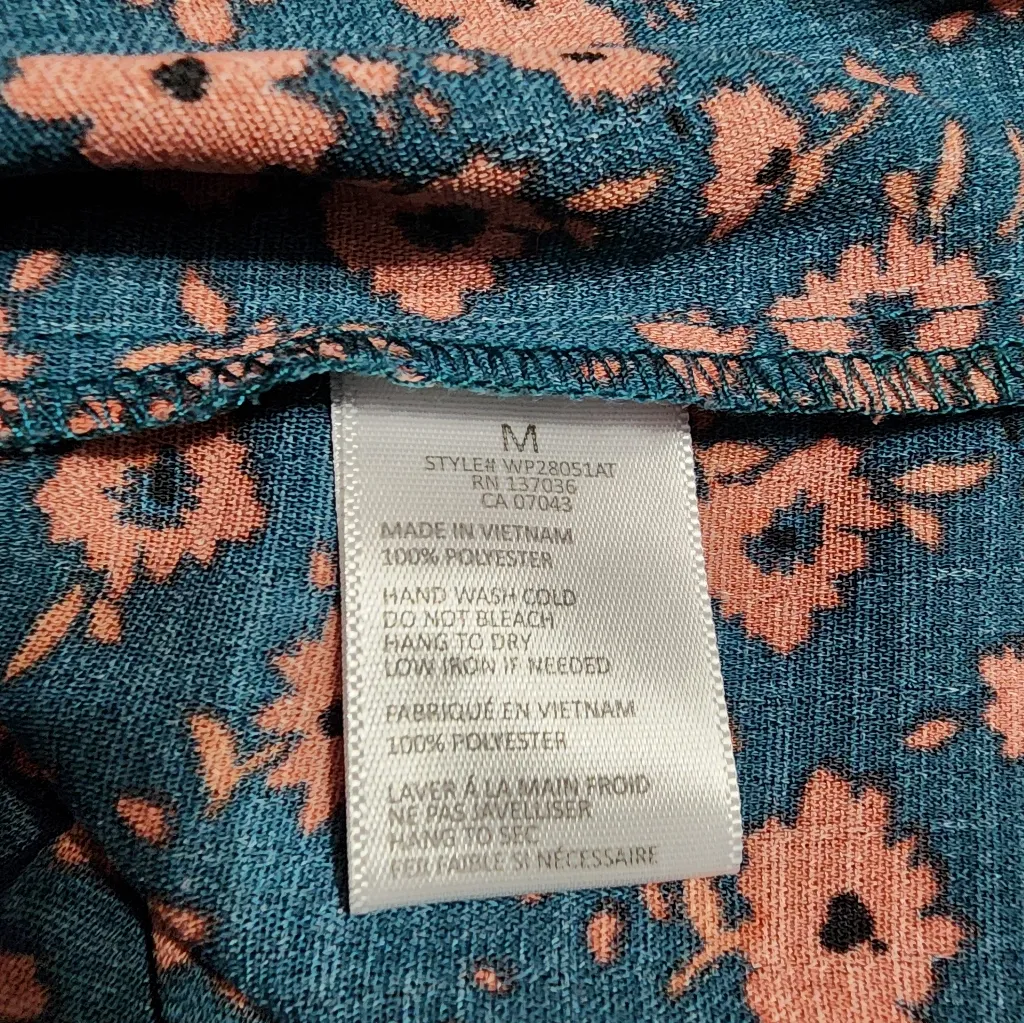 M
STYLE# WP28051AT
RN 137036
CA 07043
MADE IN VIETNAM
100% POLYESTER
HAND WASH COLD
DO NOT BLEACH
HANG TO DRY
LOW IRON IF NEEDED
FABRIQUÉ EN VIETNAM
100% POLYESTER
LAVER Á LA MAIN FROID
NE PAS JAVELLISER
HANG TO SEC
FER FAIBLE SI NÉCESSAIRE